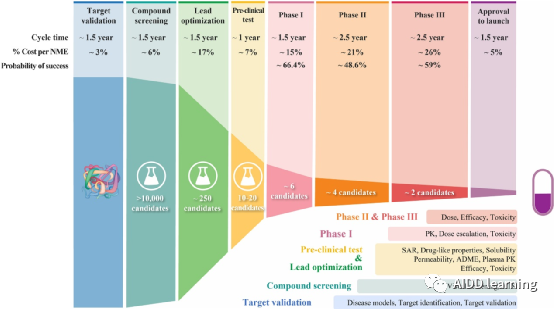 Target validation
Compound screening
Lead optimization
Pre-clinical test
Phase I
Phase II
Phase III
Approval to launch
Cycle time ~ 1.5 year ~ 1.5 year ~ 1.5 year ~ 1 year ~ 1.5 year ~ 2.5 year ~ 2.5 year ~ 1.5 year
% Cost per NME ~ 3% ~ 6% ~ 17% ~ 7% ~ 15% ~ 21% ~ 26% ~ 5%
Probability of success ~ 66.4% ~ 48.6% ~ 59%
>10,000 candidates
~ 250 candidates
10-20 candidates
~ 6 candidates
~ 4 candidates
~ 2 candidates
Phase II & Phase III
Dose, Efficacy, Toxicity
Phase I
PK, Dose escalation, Toxicity
Pre-clinical test
&
Lead optimization
SAR, Drug-like properties, Solubility
Permeability, ADME, Plasma PK
Efficacy, Toxicity
Compound screening
AIDD learning
Target validation
Disease models, Target identification, Target validation